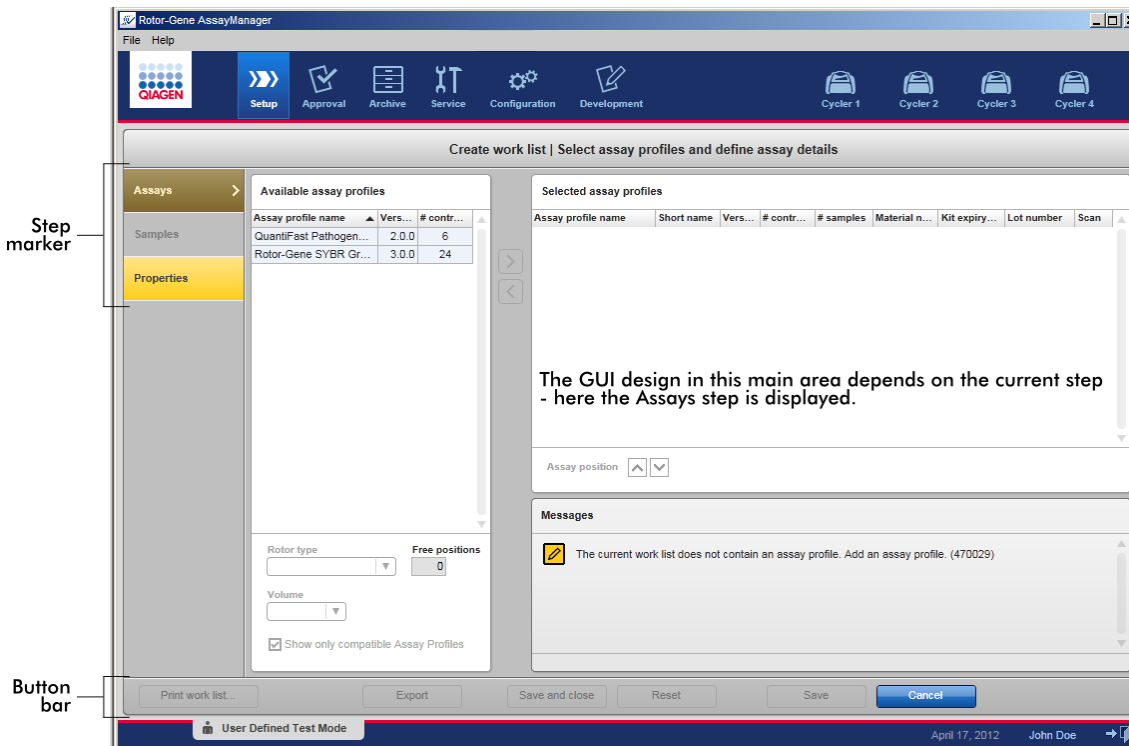 Rotor-Gene AssayManager
File Help
QIAGEN
Setup
Approval
Archive
Service
Configuration
Development
Cycler 1
Cycler 2
Cycler 3
Cycler 4
Create work list | Select assay profiles and define assay details
Step
marker
Assays
Samples
Properties
Available assay profiles
Assay profile name Vers... # contr...
QuantiFast Pathogen... 2.0.0 6
Rotor-Gene SYBR Gr... 3.0.0 24
Rotor type
Free positions
0
Volume
Show only compatible Assay Profiles
Selected assay profiles
Assay profile name Short name Vers... # contr... # samples Material n... Kit expiry... Lot number Scan
The GUI design in this main area depends on the current step
- here the Assays step is displayed.
Assay position
Messages
The current work list does not contain an assay profile. Add an assay profile. (470029)
Button
bar
Print work list...
Export
Save and close
Reset
Save
Cancel
User Defined Test Mode
April 17, 2012
John Doe